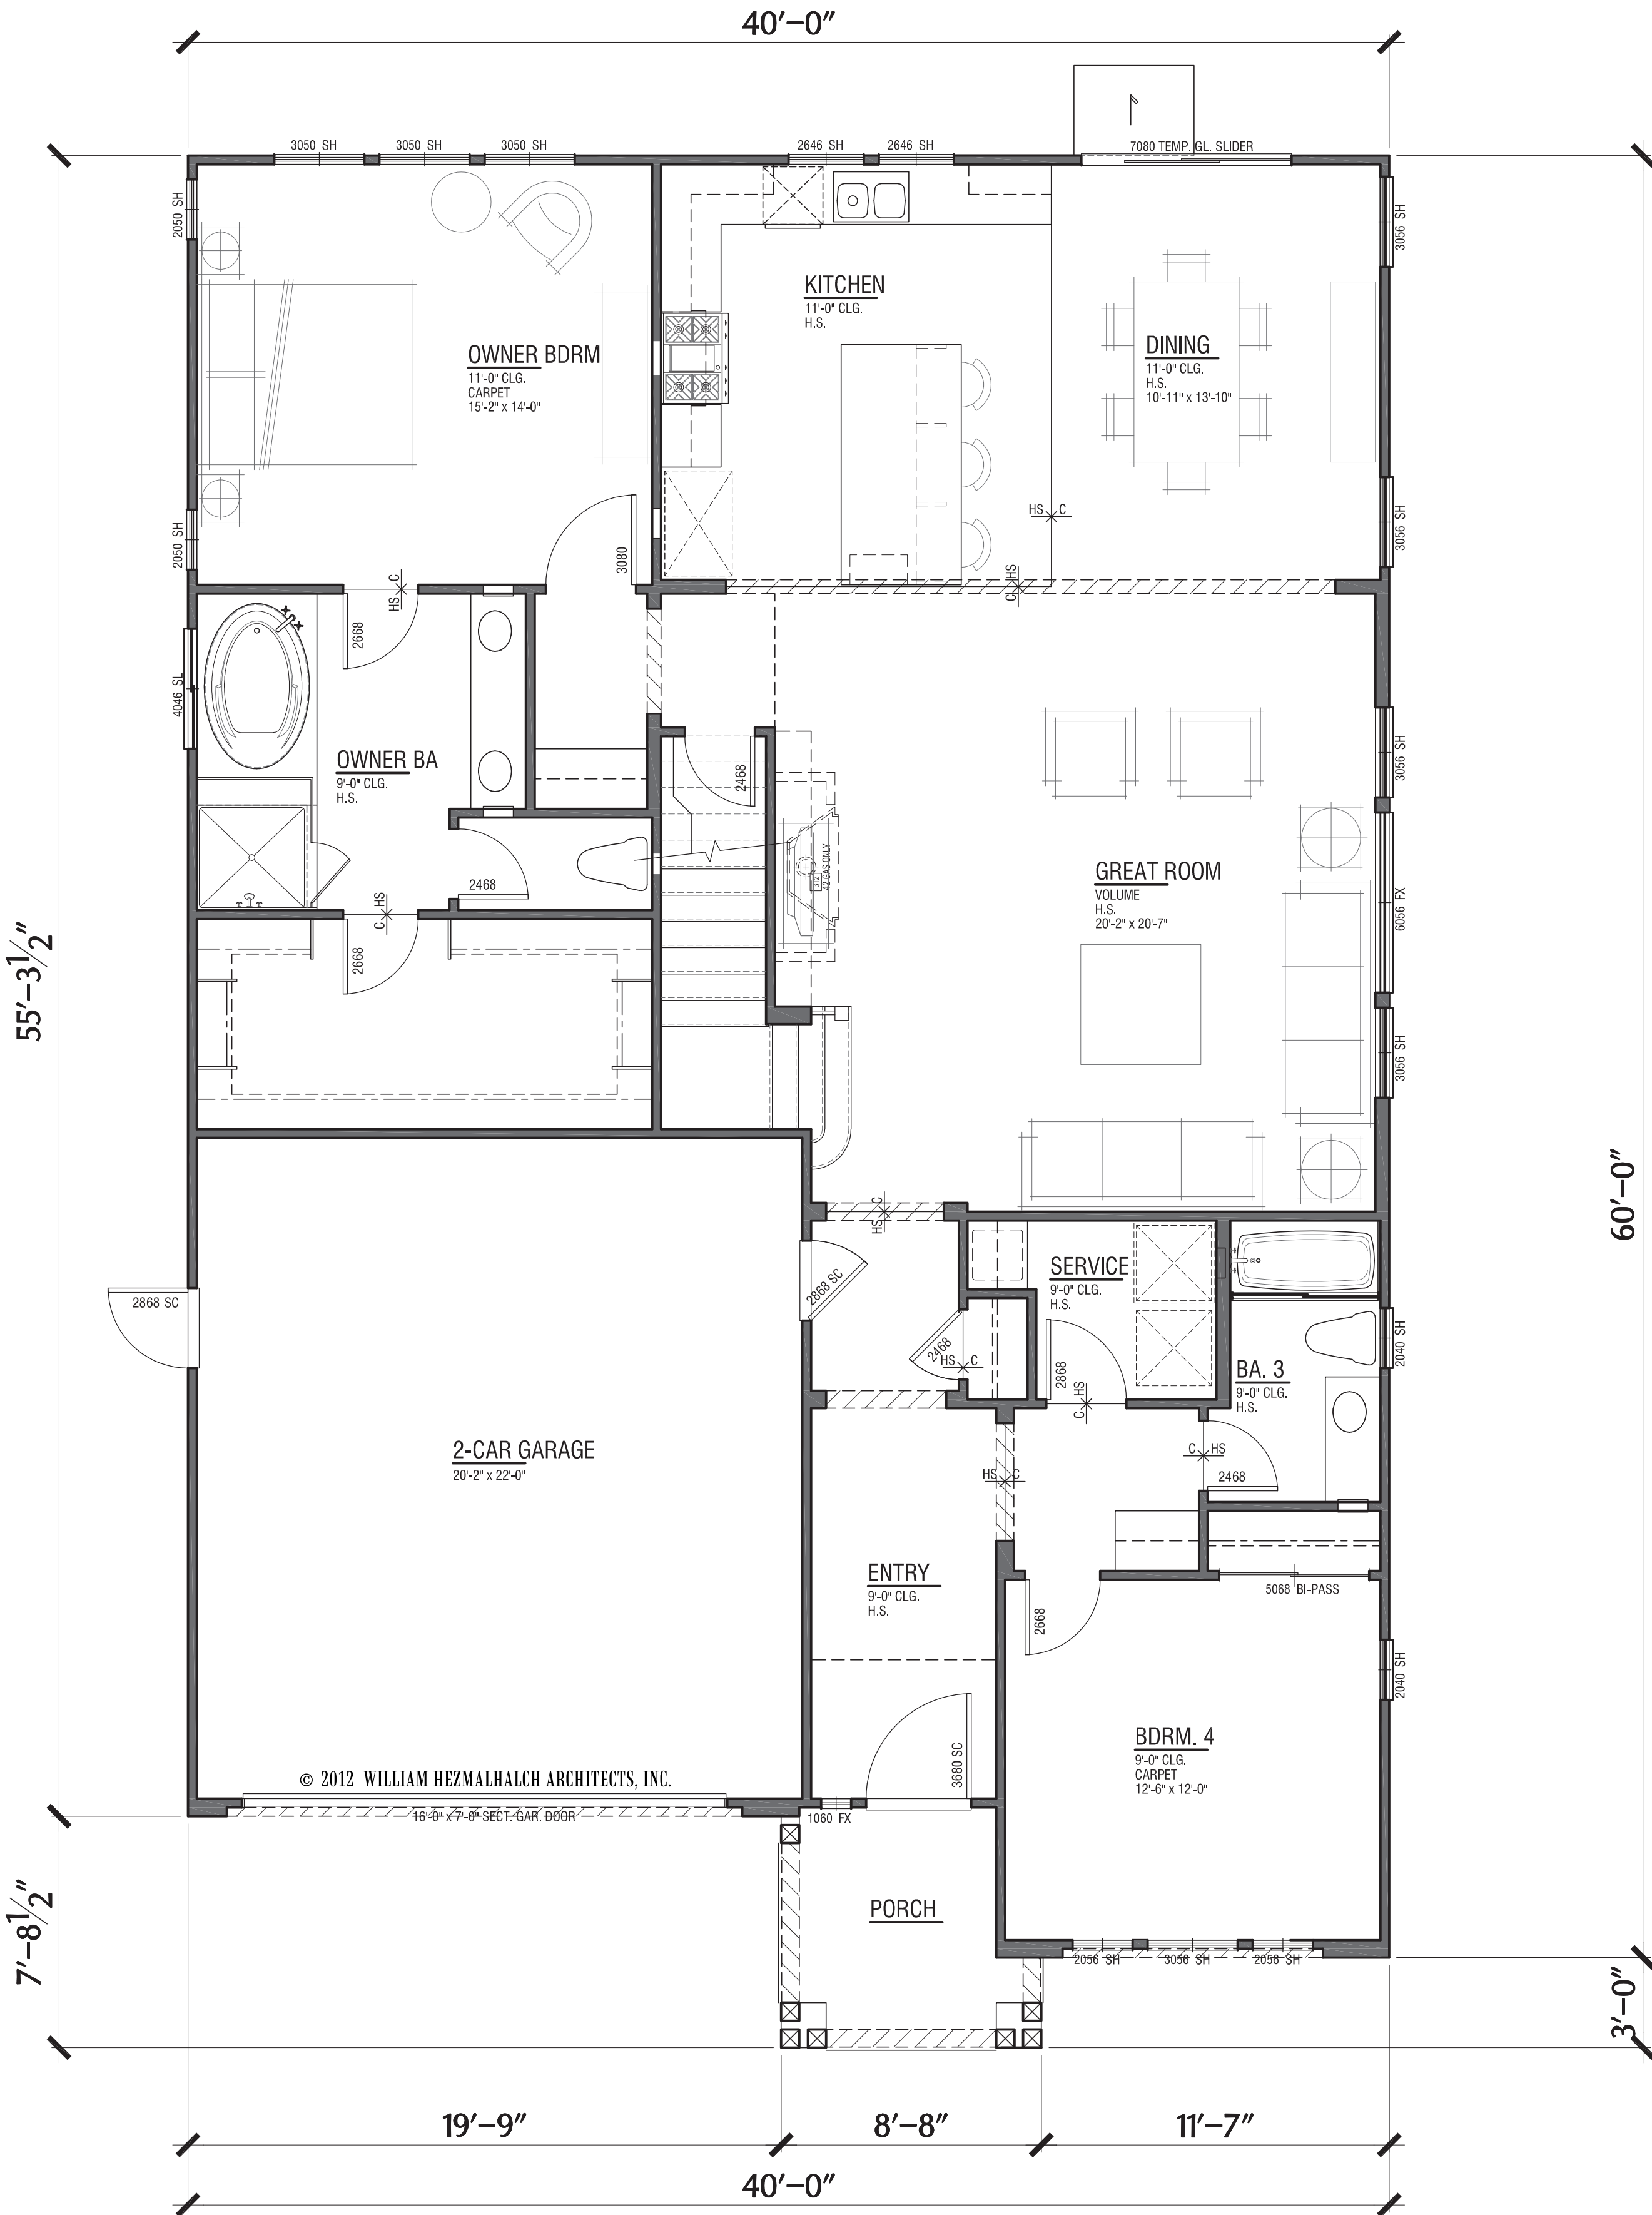 40'-0"
3050 SH
3050 SH
3050 SH
2646 SH
2646 SH
7080 TEMP. GL. SLIDER
2050 SH
3056 SH
KITCHEN
11'-0" CLG.
H.S.
OWNER BDRM
11'-0" CLG.
CARPET
15'-2" x 14'-0"
DINING
11'-0" CLG.
H.S.
10'-11" x 13'-10"
2050 SH
3080
HS C
3056 SH
HS C
C HS
2668
4046 SL
OWNER BA
9'-0" CLG.
H.S.
2468
3056 SH
42 GAS ONLY
2468
GREAT ROOM
VOLUME
H.S.
20'-2" x 20'-7"
6056 FX
C HS
2668
55'-3 1/2"
3056 SH
60'-0"
HS C
2868 SC
2868 SC
SERVICE
9'-0" CLG.
H.S.
2468
HS C
2868
C HS
2040 SH
BA. 3
9'-0" CLG.
H.S.
C HS
2468
2-CAR GARAGE
20'-2" x 22'-0"
HS C
ENTRY
9'-0" CLG.
H.S.
5068 BI-PASS
2668
2040 SH
BDRM. 4
9'-0" CLG.
CARPET
12'-6" x 12'-0"
3680 SC
© 2012 WILLIAM HEZMALHALCH ARCHITECTS, INC.
16'-0" x 7'-0" SECT. GAR. DOOR
1060 FX
PORCH
7'-8 1/2"
2056 SH
3056 SH
2056 SH
3'-0"
19'-9"
8'-8"
11'-7"
40'-0"